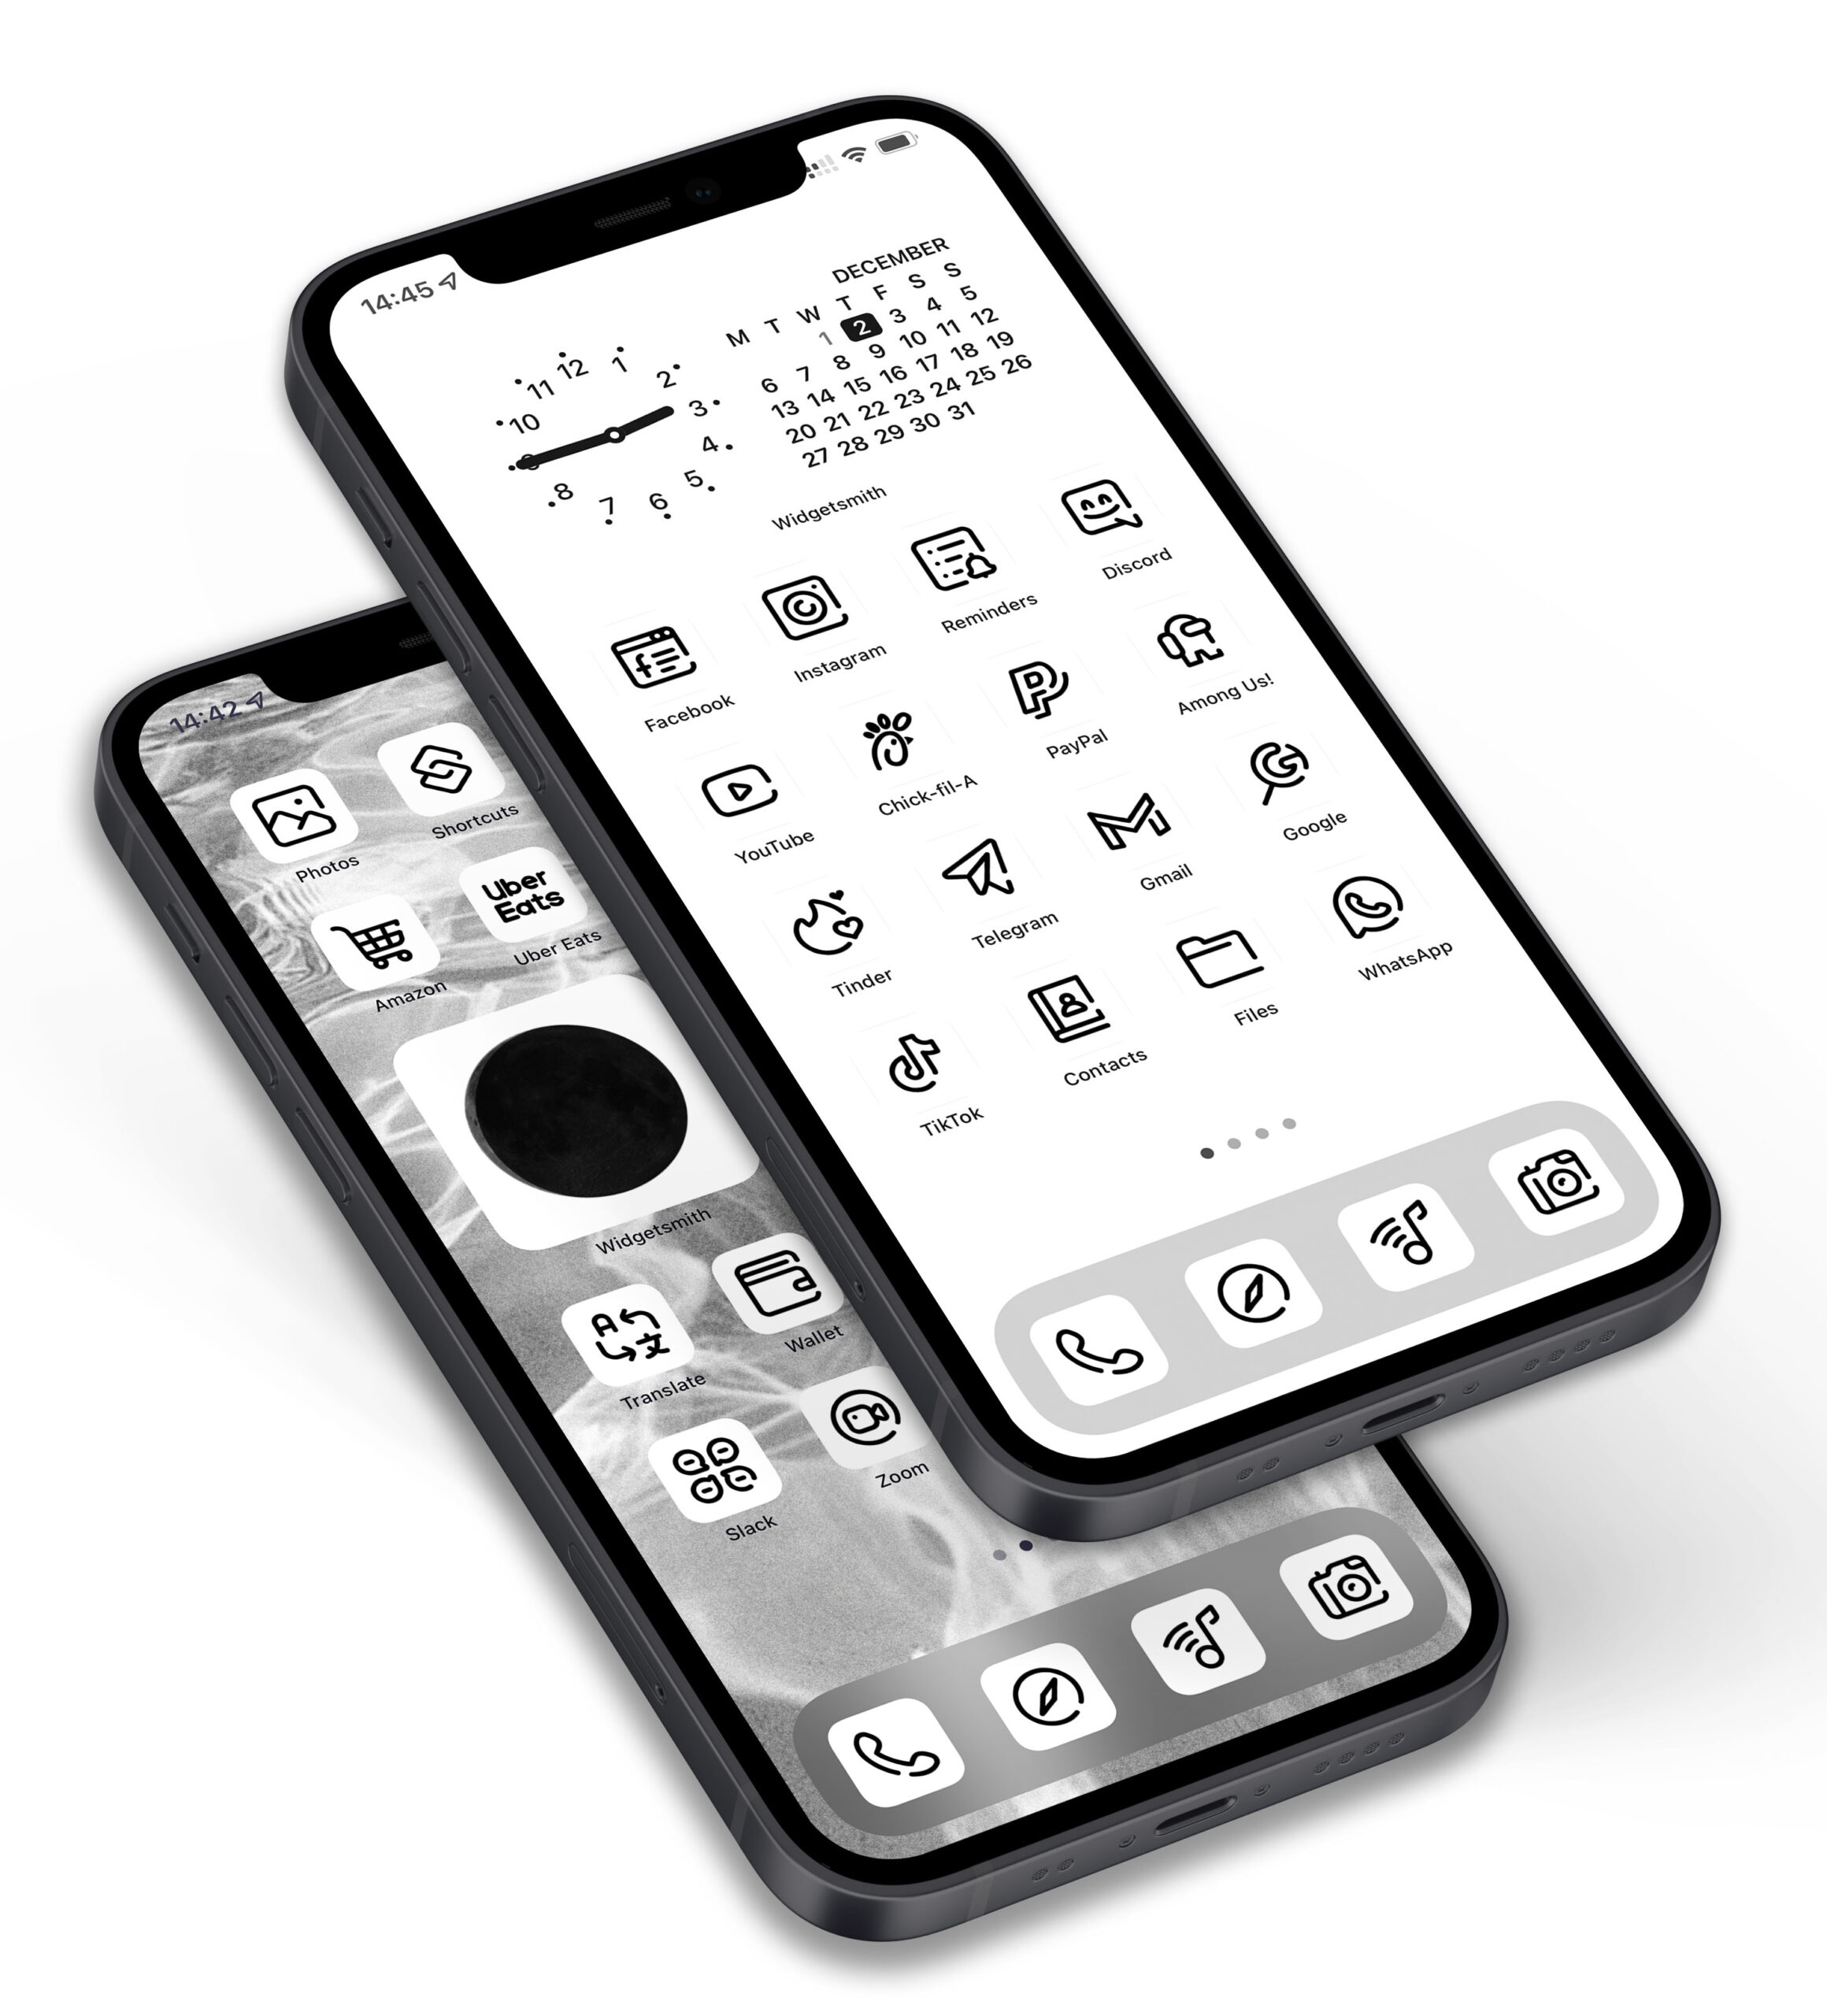 14:45
DECEMBER
M T W T F S S
1 2 3 4 5
6 7 8 9 10 11 12
13 14 15 16 17 18 19
20 21 22 23 24 25 26
27 28 29 30 31
12
1
2
3
4
5
6
7
8
10
11
Widgetsmith
Facebook
Instagram
Reminders
Discord
YouTube
Chick-fil-A
PayPal
Among Us!
Tinder
Telegram
Gmail
Google
TikTok
Contacts
Files
WhatsApp
14:42
Photos
Shortcuts
Uber
Eats
Amazon
Uber Eats
Widgetsmith
A
文
Translate
Wallet
Slack
Zoom